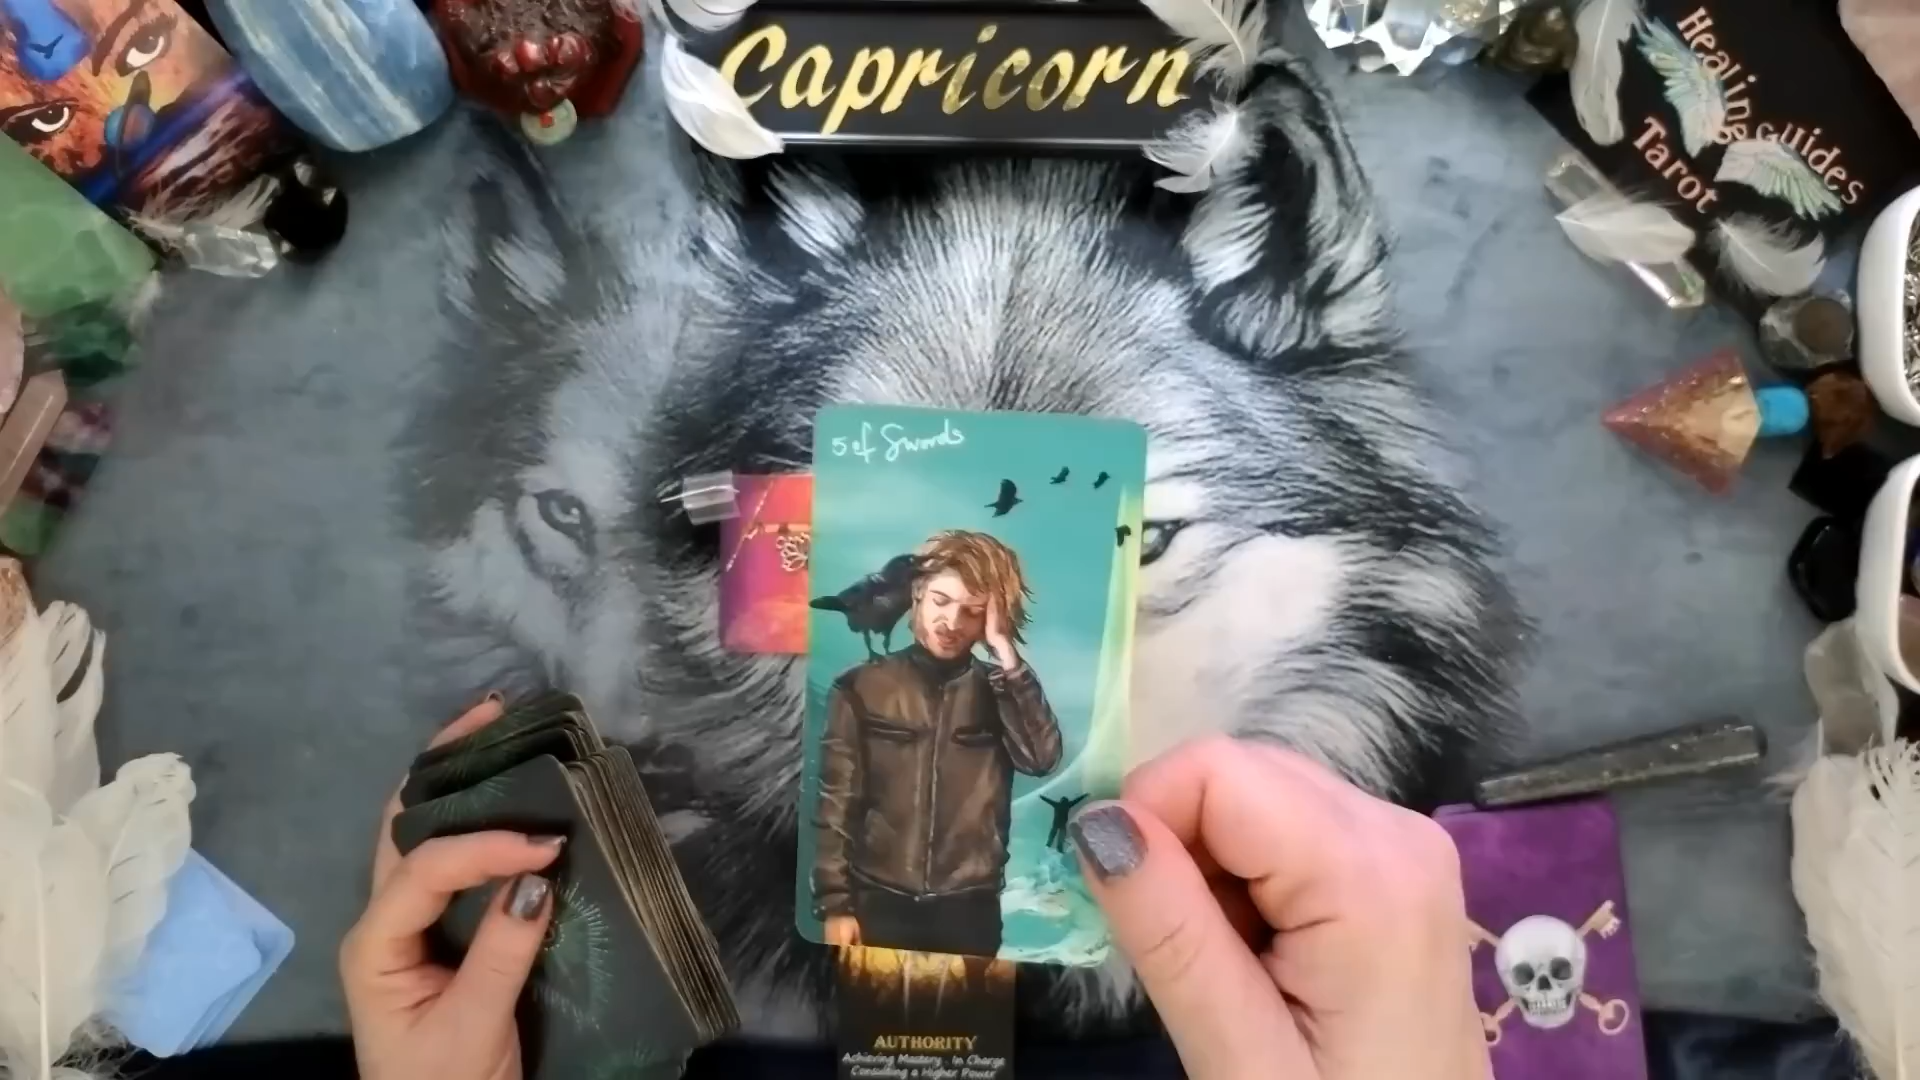 Capricorn
Healing Guides
Tarot
5 of Swords
AUTHORITY
Achieving Mastery . In Charge
Consulting a Higher Power